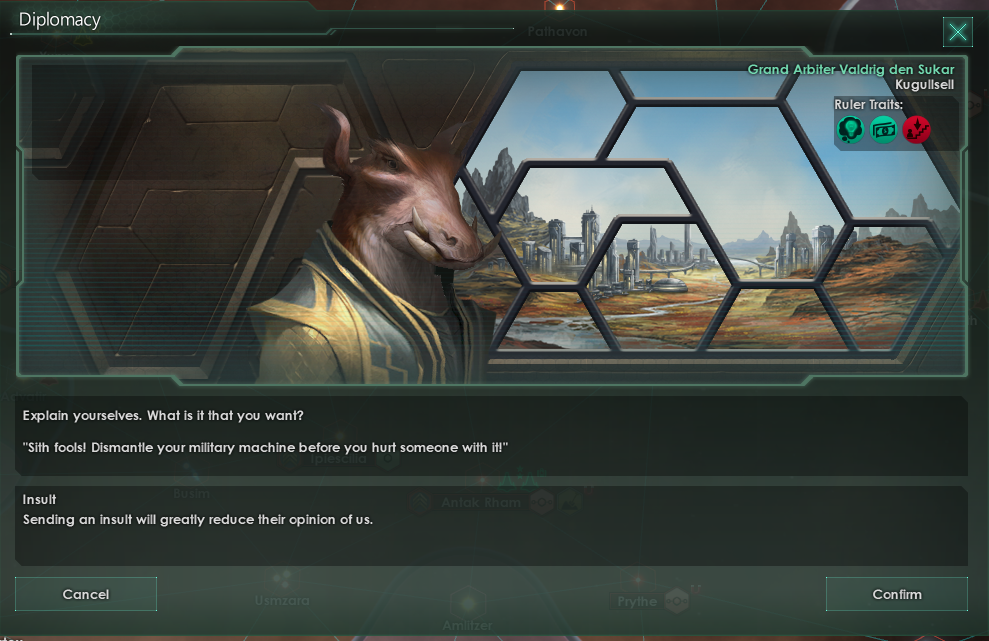 Diplomacy
Pathavon
Grand Arbiter Valdrig den Sukar
Kugullsell
Ruler Traits:
Explain yourselves. What is it that you want?
"Sith fools! Dismantle your military machine before you hurt someone with it!"
Antak Rham
Insult
Sending an insult will greatly reduce their opinion of us.
Cancel
Confirm
Usmzara
Prythe
Amlitzer